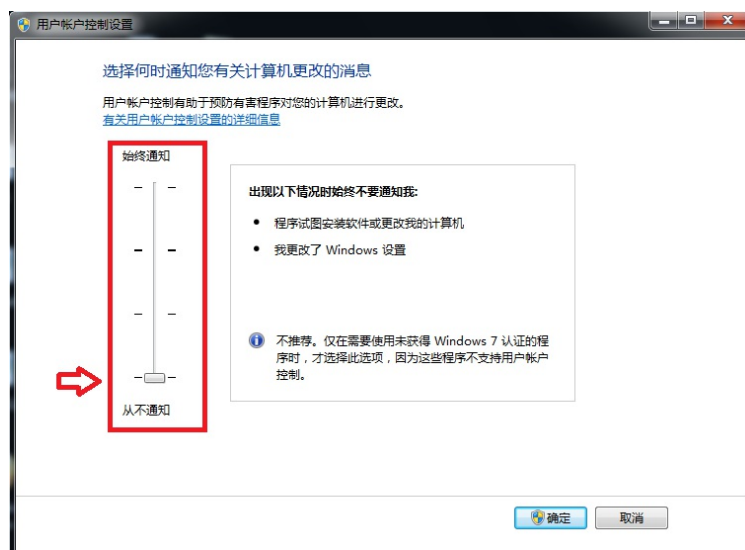 用户帐户控制设置
选择何时通知您有关计算机更改的消息
用户帐户控制有助于预防有害程序对您的计算机进行更改。
有关用户帐户控制设置的详细信息
始终通知
出现以下情况时始终不要通知我:
程序试图安装软件或更改我的计算机
我更改了 Windows 设置
不推荐。仅在需要使用未获得 Windows 7 认证的程
序时，才选择此选项，因为这些程序不支持用户帐户
控制。
从不通知
确定
取消